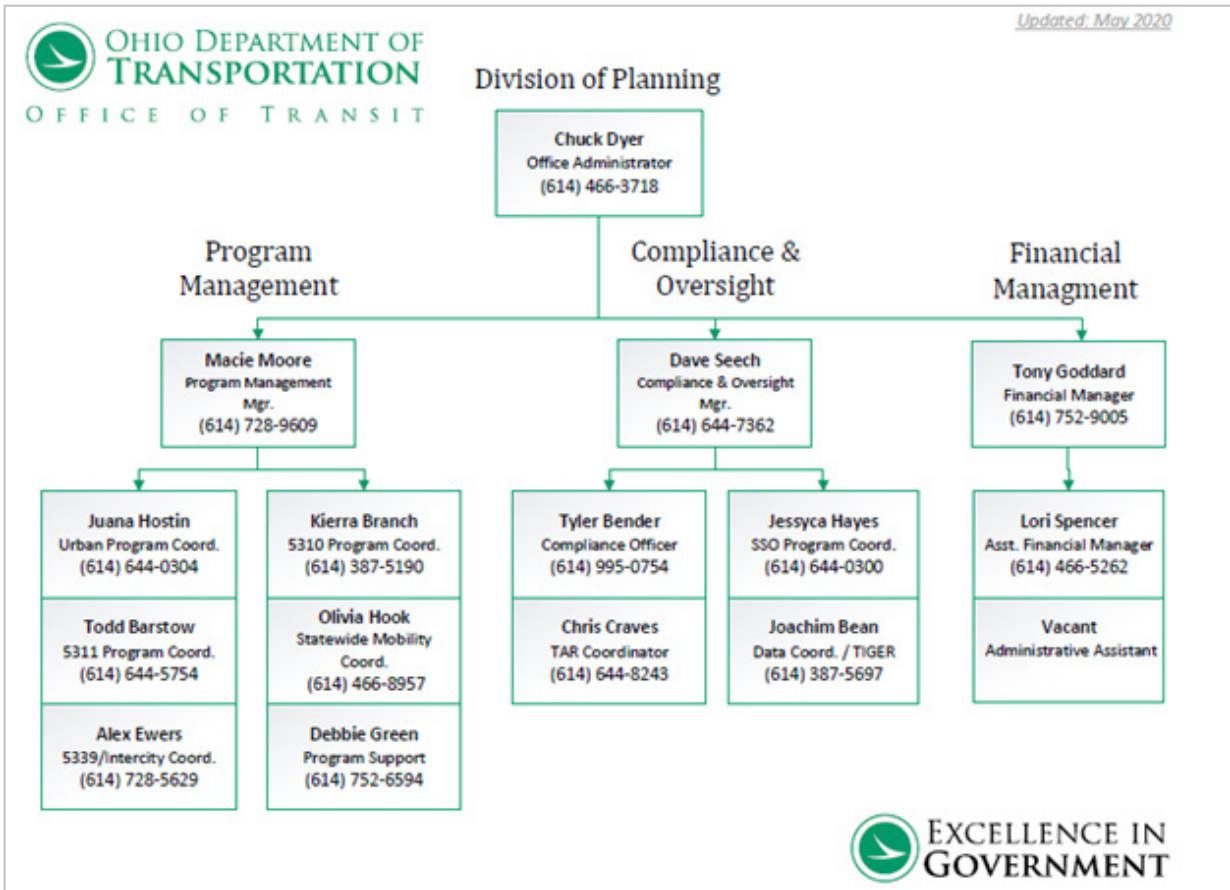 Updated: May 2020
OHIO DEPARTMENT OF
TRANSPORTATION
OFFICE OF TRANSIT
Division of Planning
Chuck Dyer
Office Administrator
(614) 466-3718
Program
Management
Compliance &
Oversight
Financial
Managment
Macie Moore
Program Management
Mgr.
(614) 728-9609
Dave Seech
Compliance & Oversight
Mgr.
(614) 644-7362
Tony Goddard
Financial Manager
(614) 752-9005
Juana Hostin
Urban Program Coord.
(614) 644-0304
Todd Barstow
5311 Program Coord.
(614) 644-5754
Alex Ewers
5339/Intercity Coord.
(614) 728-5629
Kierra Branch
5310 Program Coord.
(614) 387-5190
Olivia Hook
Statewide Mobility
Coord.
(614) 466-8957
Debbie Green
Program Support
(614) 752-6594
Tyler Bender
Compliance Officer
(614) 995-0754
Chris Craves
TAR Coordinator
(614) 644-8243
Jessyca Hayes
SSO Program Coord.
(614) 644-0300
Joachim Bean
Data Coord. / TIGER
(614) 387-5697
Lori Spencer
Asst. Financial Manager
(614) 466-5262
Vacant
Administrative Assistant
EXCELLENCE IN
GOVERNMENT